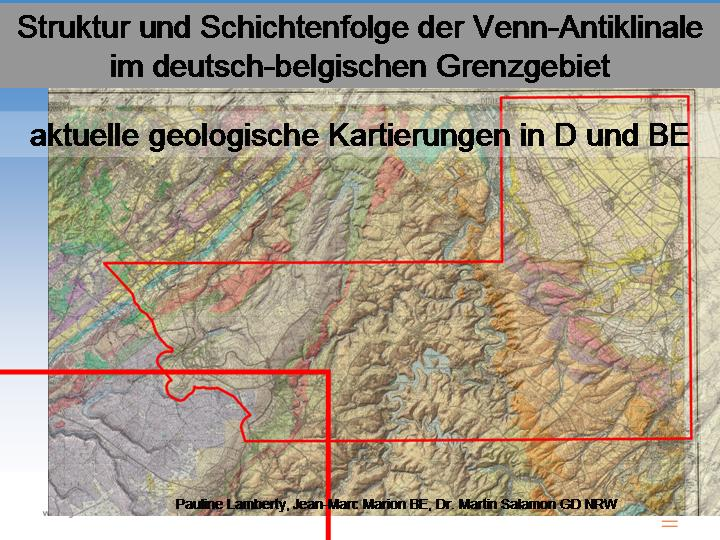 Struktur und Schichtenfolge der Venn-Antiklinale
im deutsch-belgischen Grenzgebiet
aktuelle geologische Kartierungen in D und BE
Pauline Lamberty, Jean-Marc Marion BE, Dr. Martin Salamon GD NRW